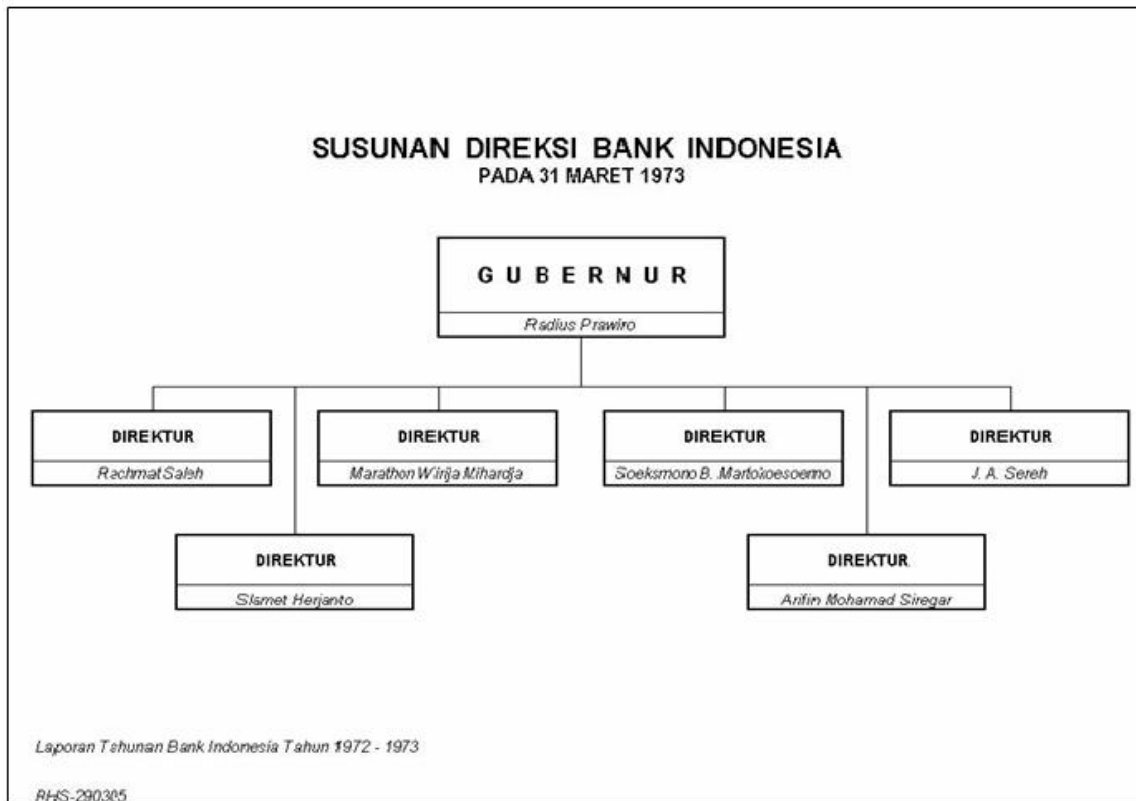 SUSUNAN DIREKSI BANK INDONESIA
PADA 31 MARET 1973
GUBERNUR
Radius Prawiro
DIREKTUR
Rachmat Saleh
DIREKTUR
Marathon Wirija Mihardja
DIREKTUR
Soeksmono B. Martokoesoemo
DIREKTUR
J. A. Sereh
DIREKTUR
Slamet Herjanto
DIREKTUR
Arifin Mohamad Siregar
Laporan Tahunan Bank Indonesia Tahun 1972 - 1973
RHS-290305